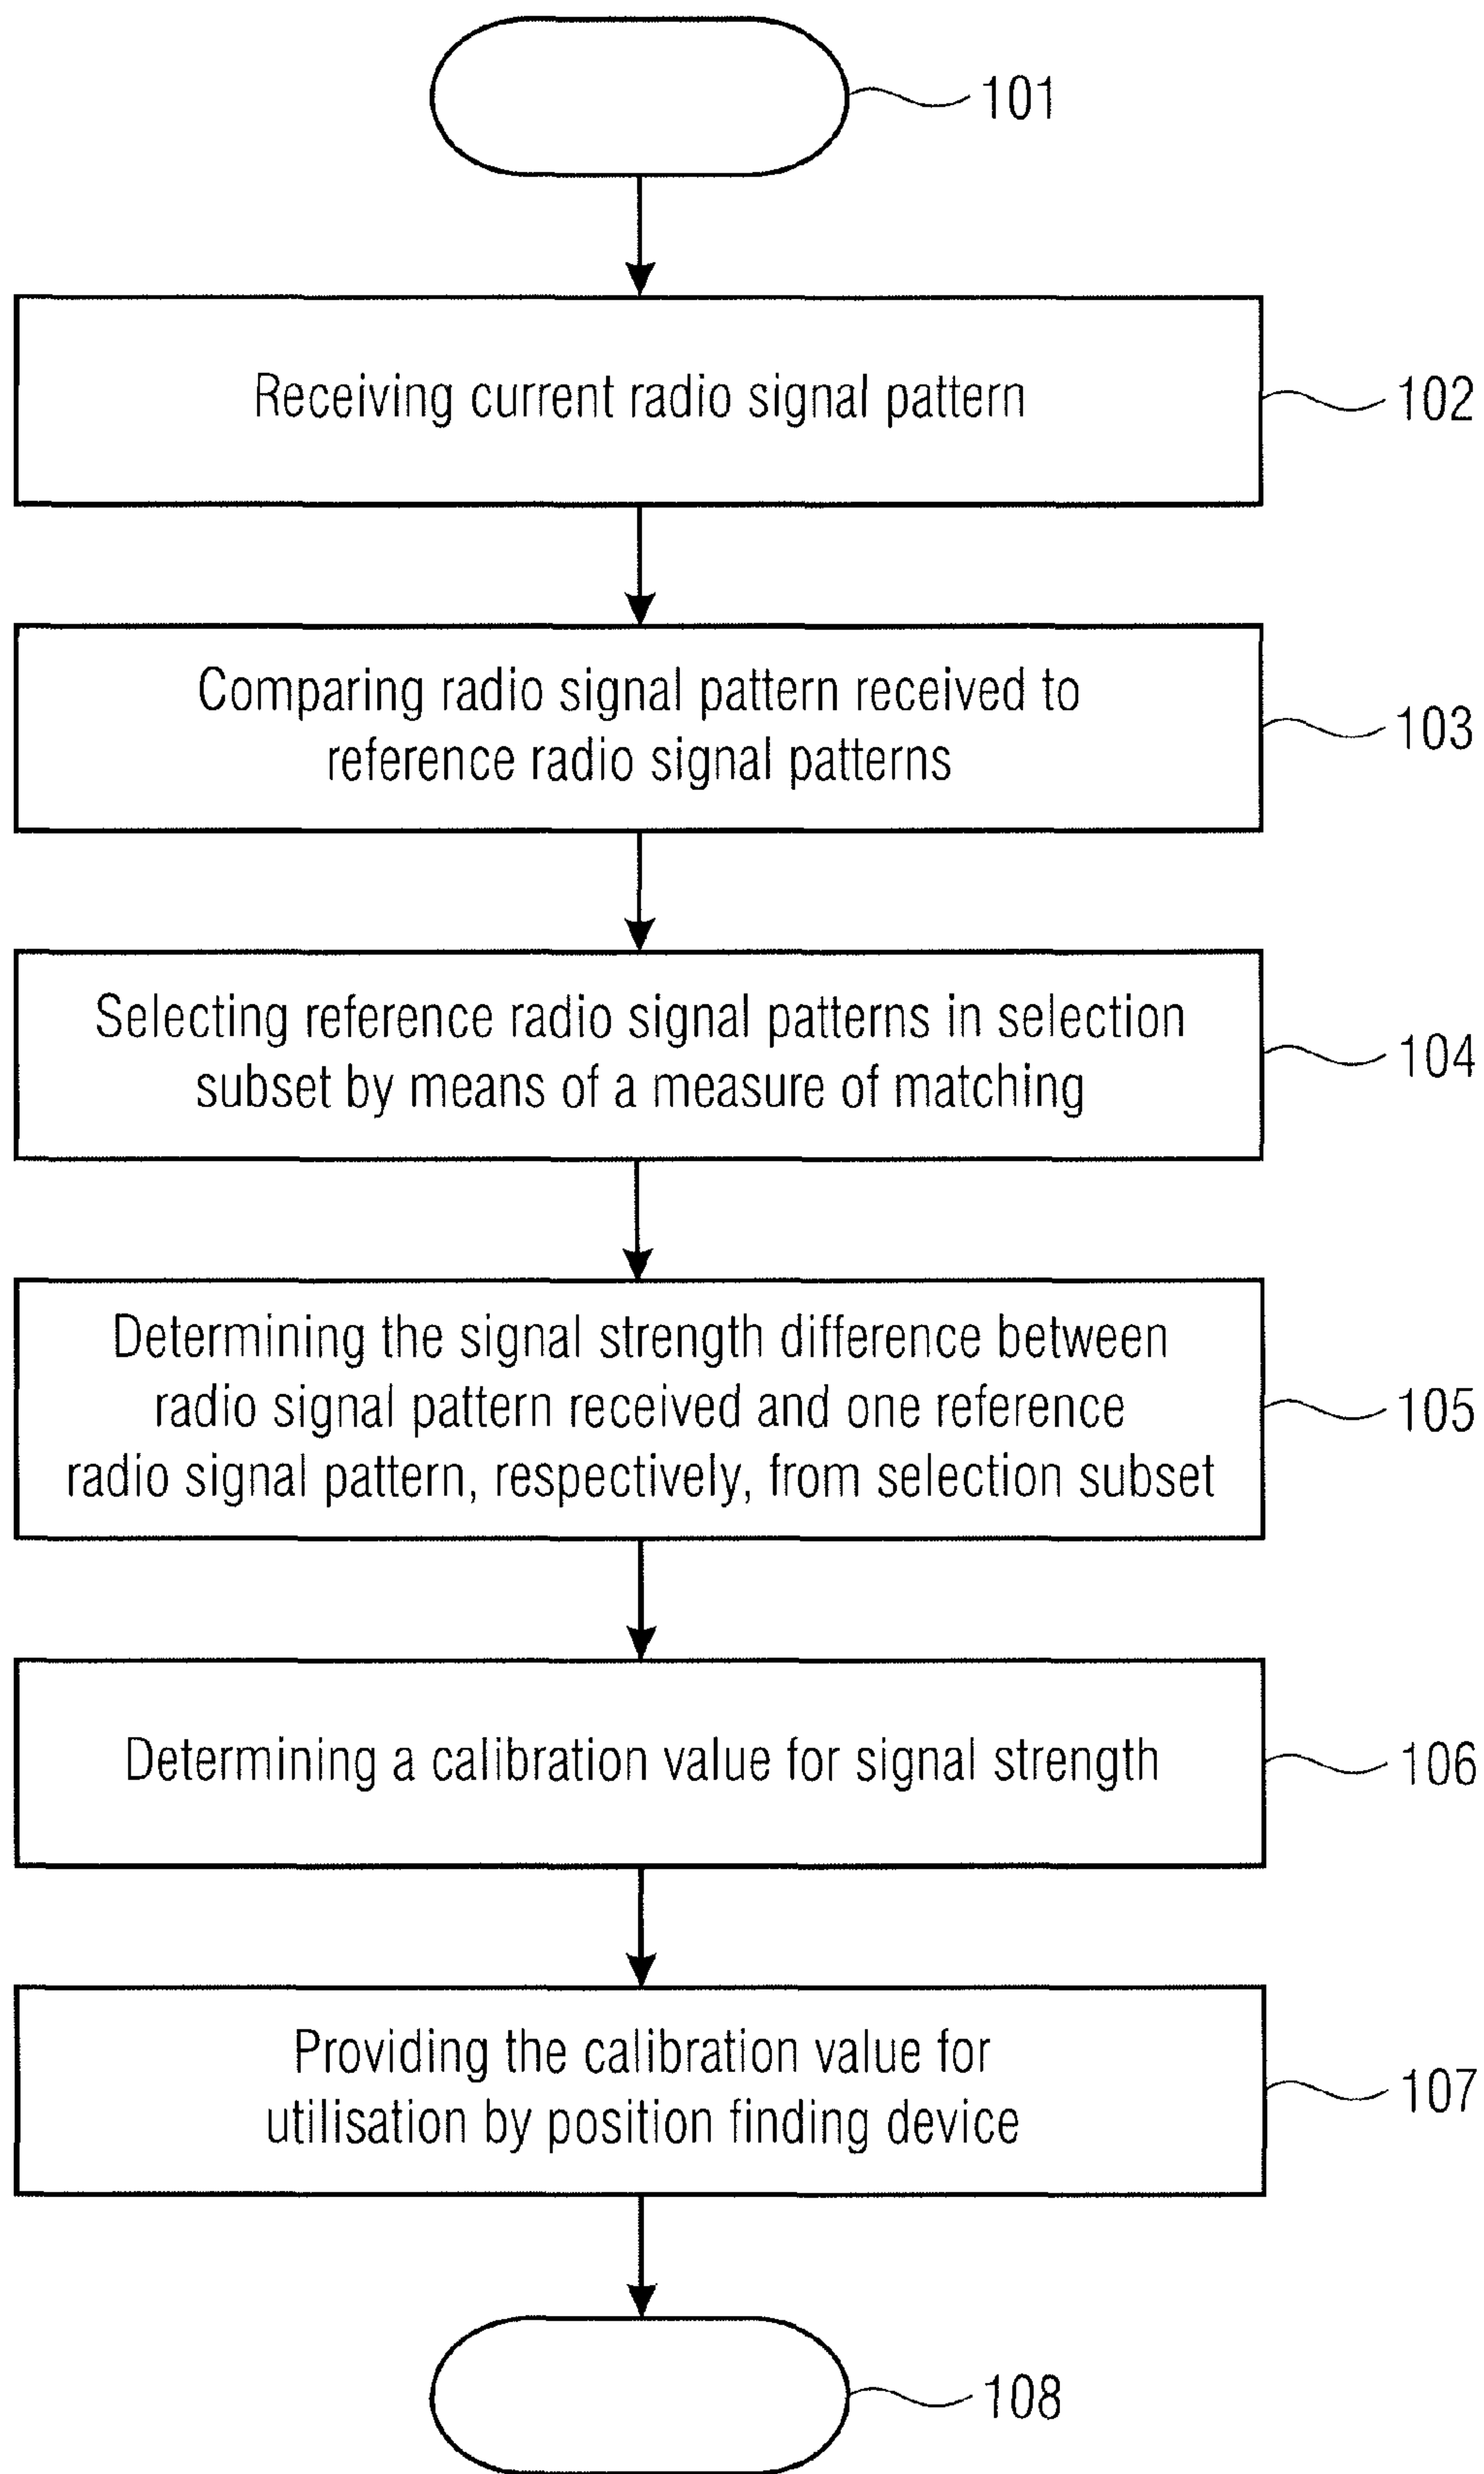 101
Receiving current radio signal pattern
102
Comparing radio signal pattern received to
reference radio signal patterns
103
Selecting reference radio signal patterns in selection
subset by means of a measure of matching
104
Determining the signal strength difference between
radio signal pattern received and one reference
radio signal pattern, respectively, from selection subset
105
Determining a calibration value for signal strength
106
Providing the calibration value for
utilisation by position finding device
107
108